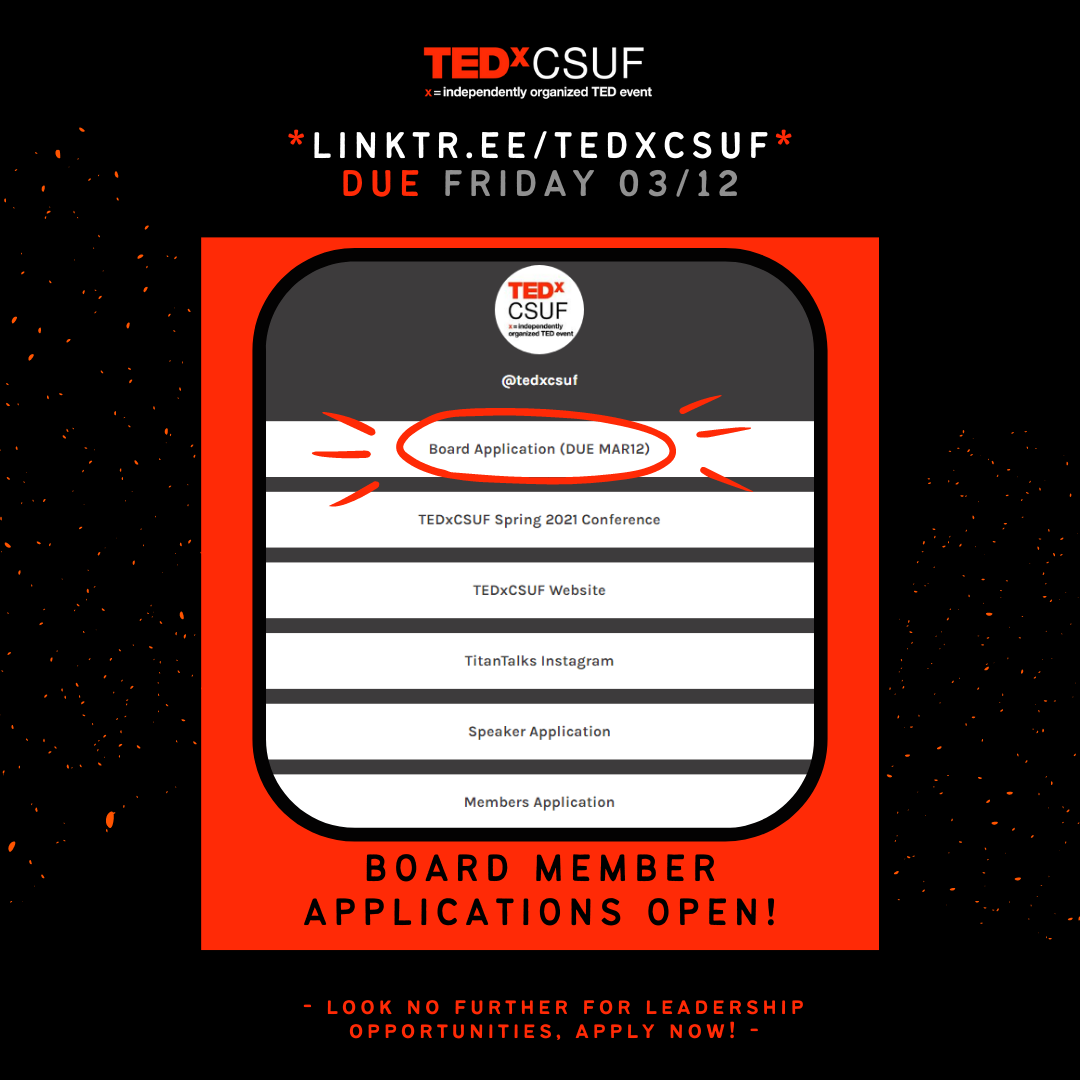 TEDxCSUF
x = independently organized TED event
*LINKTR.EE/TEDXCSUF*
DUE FRIDAY 03/12
TEDx
CSUF
x = independently
organized TED event
@tedxcsuf
Board Application (DUE MAR12)
TEDxCSUF Spring 2021 Conference
TEDxCSUF Website
TitanTalks Instagram
Speaker Application
Members Application
BOARD MEMBER
APPLICATIONS OPEN!
- LOOK NO FURTHER FOR LEADERSHIP
OPPORTUNITIES, APPLY NOW! -